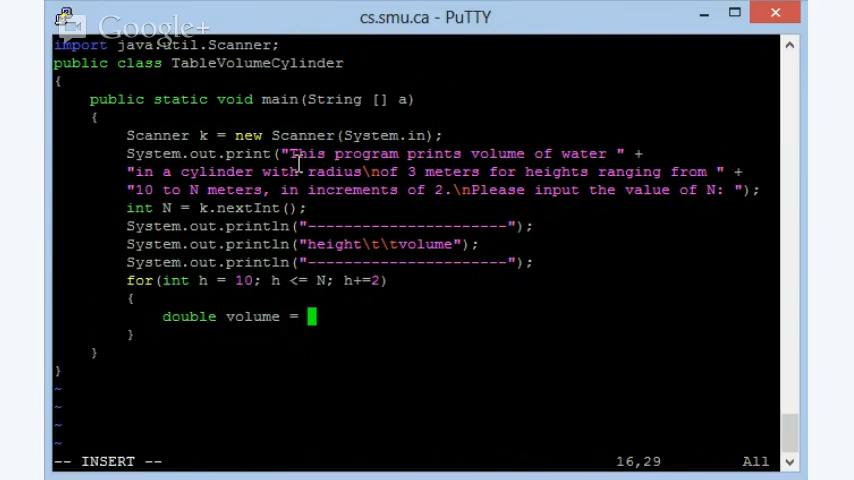 cs.smu.ca - PuTTY
Google+
import java.util.Scanner;
public class TableVolumeCylinder
{
    public static void main(String [] a)
    {
        Scanner k = new Scanner(System.in);
        System.out.print("This program prints volume of water " +
        "in a cylinder with radius\nof 3 meters for heights ranging from " +
        "10 to N meters, in increments of 2.\nPlease input the value of N: ");
        int N = k.nextInt();
        System.out.println("----------------------");
        System.out.println("height\t\tvolume");
        System.out.println("----------------------");
        for(int h = 10; h <= N; h+=2)
        {
            double volume =
        }
    }
}
~
~
~
~
-- INSERT -- 16,29 All